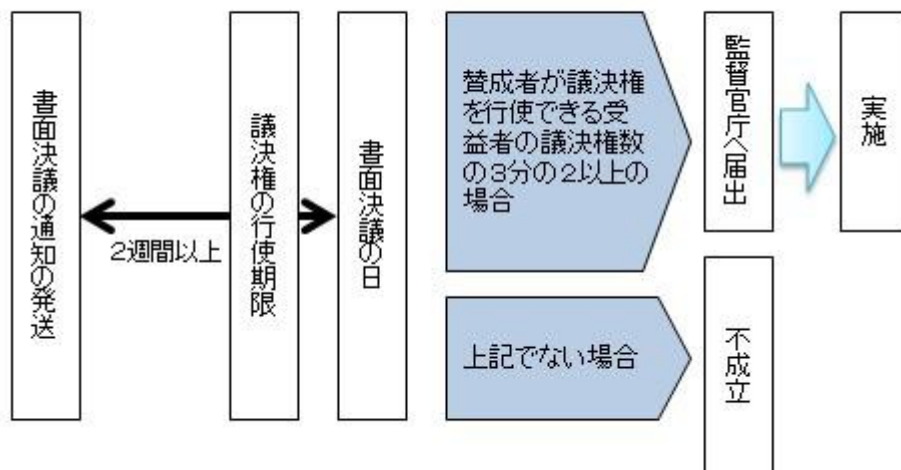 書面決議の通知の発送
2週間以上
議決権の行使期限
書面決議の日
賛成者が議決権
を行使できる受
益者の議決権数
の3分の2以上の
場合
監督官庁へ届出
実施
上記でない場合
不成立